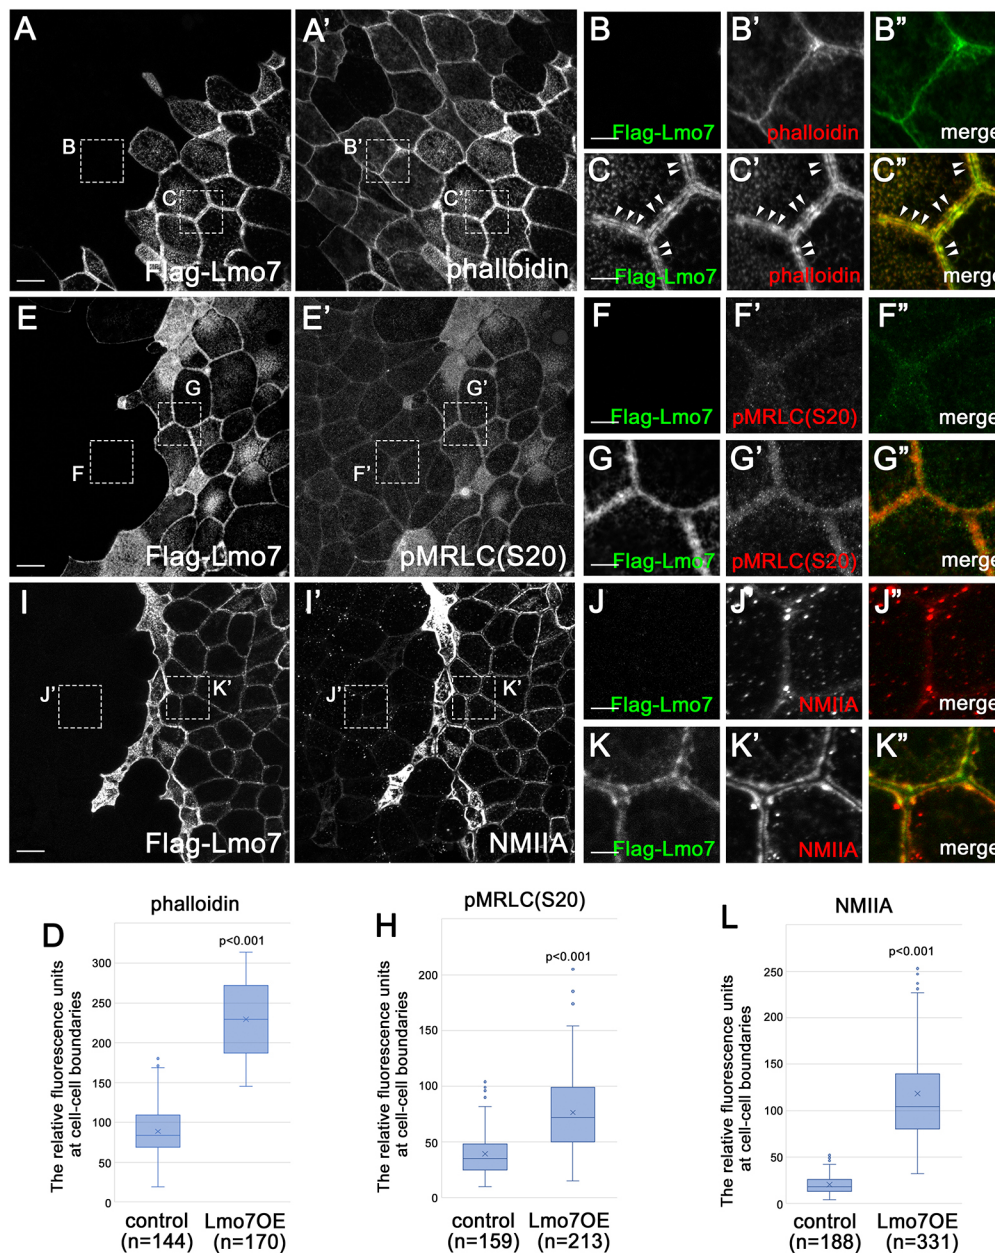 A
A’
B
B’
B”
B
B’
C
C’
Flag-Lmo7
phalloidin
Flag-Lmo7
phalloidin
merge
C
C’
C”
Flag-Lmo7
phalloidin
merge
E
E’
F
F’
F”
G
G’
F
F’
Flag-Lmo7
pMRLC(S20)
Flag-Lmo7
pMRLC(S20)
merge
G
G’
G”
Flag-Lmo7
pMRLC(S20)
merge
I
I’
J
J’
J”
J’
K’
J’
K’
Flag-Lmo7
NMIIA
Flag-Lmo7
NMIIA
merge
K
K’
K”
Flag-Lmo7
NMIIA
merge
D
phalloidin
p<0.001
The relative fluorescence units
at cell-cell boundaries
300
250
200
150
100
50
0
control
(n=144)
Lmo7OE
(n=170)
H
pMRLC(S20)
p<0.001
The relative fluorescence units
at cell-cell boundaries
200
150
100
50
0
control
(n=159)
Lmo7OE
(n=213)
L
NMIIA
p<0.001
The relative fluorescence units
at cell-cell boundaries
250
200
150
100
50
0
control
(n=188)
Lmo7OE
(n=331)